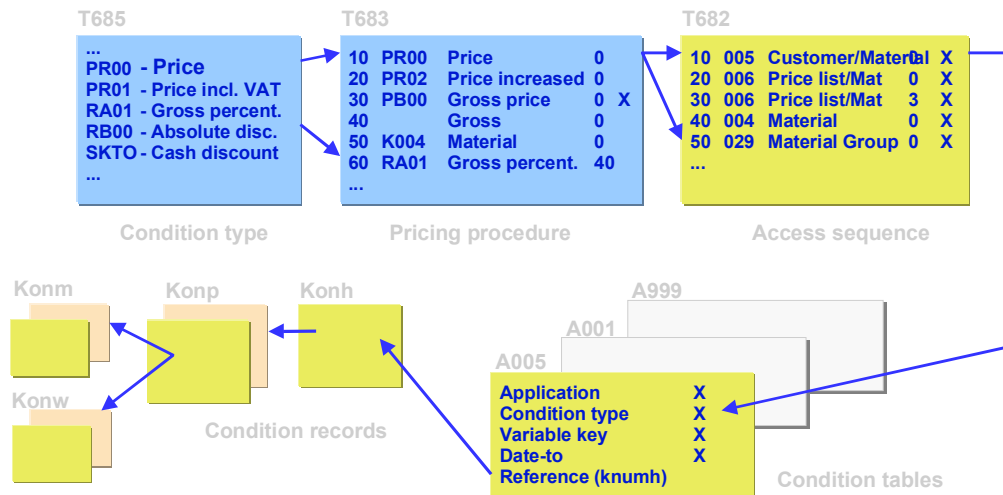 T685
T683
T682
...
PR00 - Price
PR01 - Price incl. VAT
RA01 - Gross percent.
RB00 - Absolute disc.
SKTO - Cash discount
...
10 PR00 Price 0
20 PR02 Price increased 0
30 PB00 Gross price 0 X
40 Gross 0
50 K004 Material 0
60 RA01 Gross percent. 40
...
10 005 Customer/Material 0 X
20 006 Price list/Mat 0 X
30 006 Price list/Mat 3 X
40 004 Material 0 X
50 029 Material Group 0 X
...
Condition type
Pricing procedure
Access sequence
Konm
Konp
Konh
A999
A001
A005
Application X
Condition type X
Variable key X
Date-to X
Reference (knumh)
Konw
Condition records
Condition tables